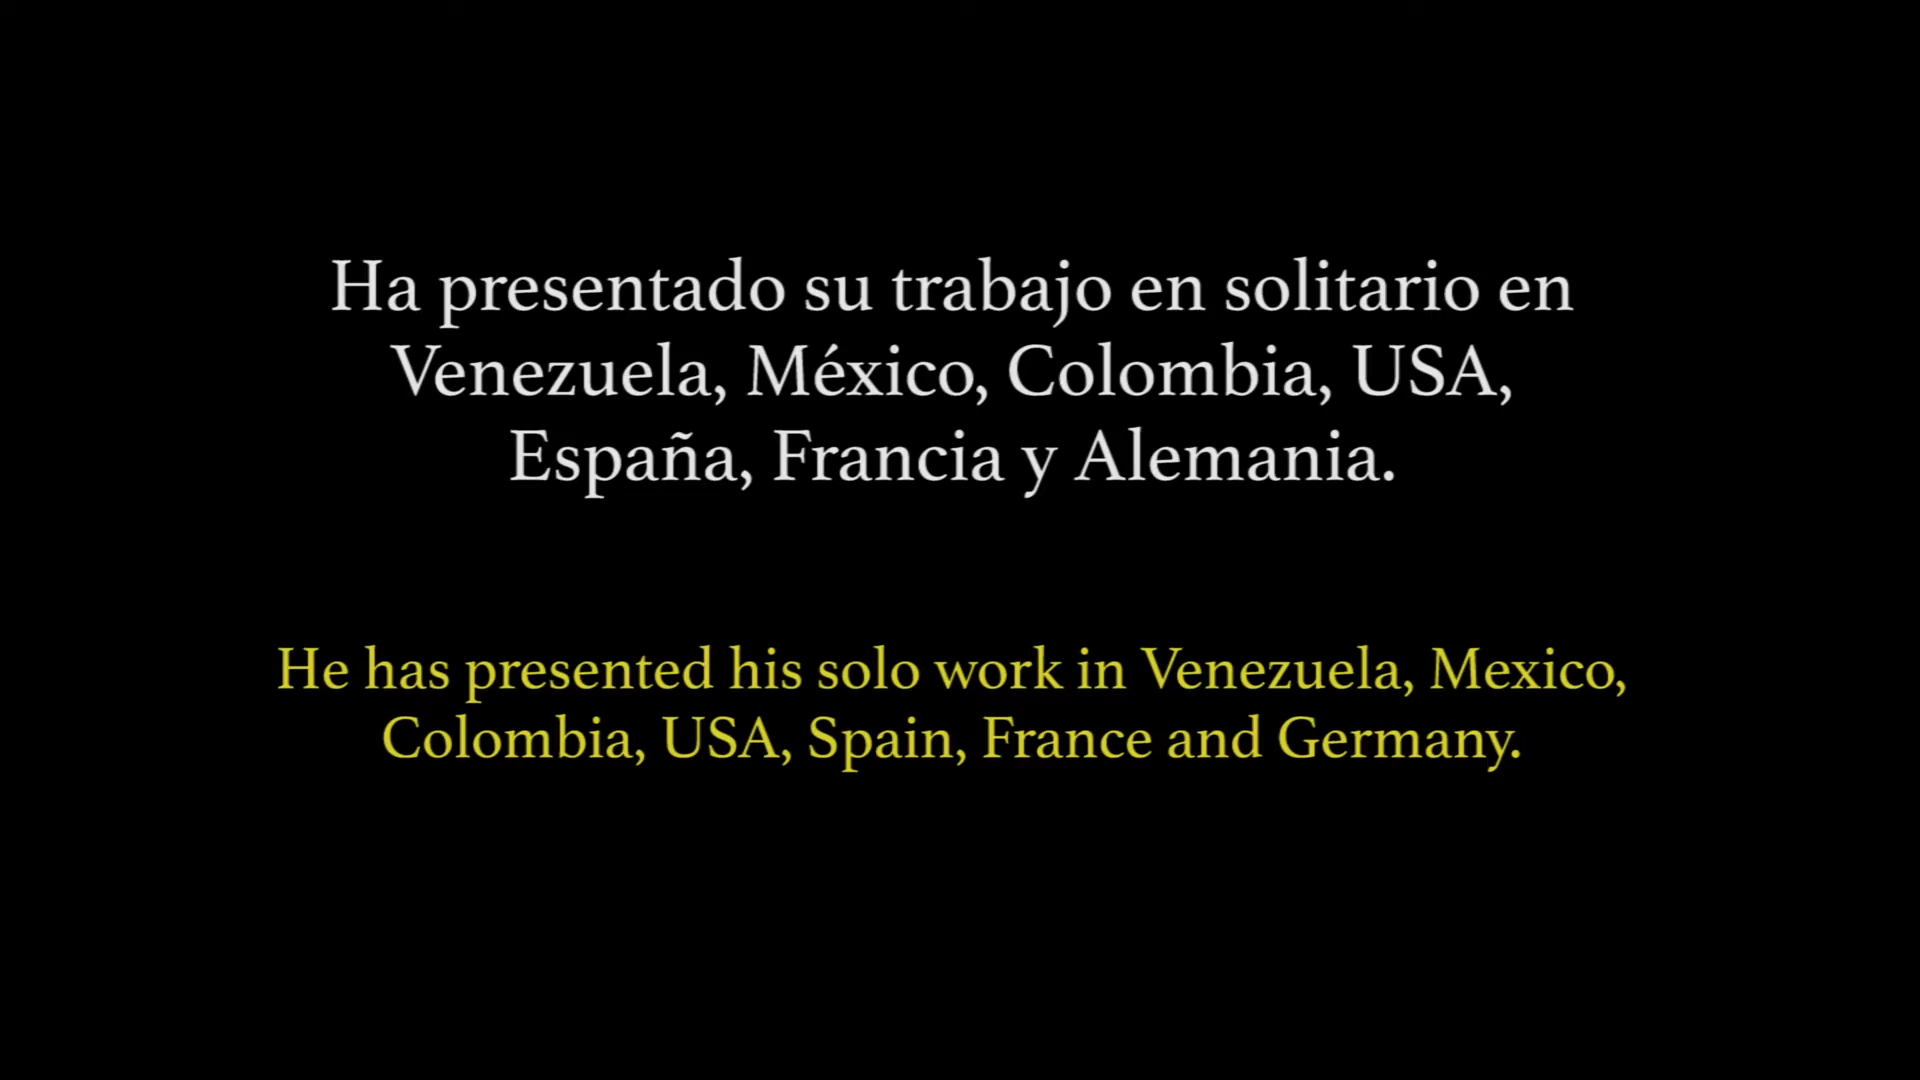 Ha presentado su trabajo en solitario en
Venezuela, México, Colombia, USA,
España, Francia y Alemania.
He has presented his solo work in Venezuela, Mexico,
Colombia, USA, Spain, France and Germany.